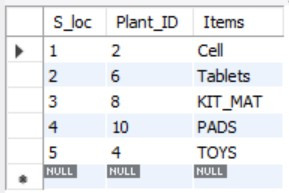 S_loc Plant_ID Items
1 2 Cell
2 6 Tablets
3 8 KIT_MAT
4 10 PADS
5 4 TOYS
NULL NULL NULL